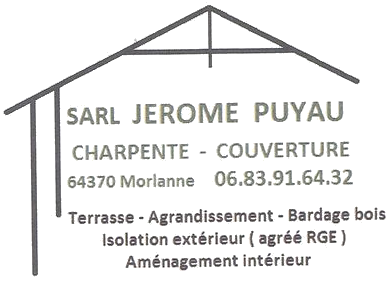 SARL JEROME PUYAU
CHARPENTE - COUVERTURE
64370 Morlanne 06.83.91.64.32
Terrasse - Agrandissement - Bardage bois
Isolation extérieur ( agréé RGE )
Aménagement intérieur